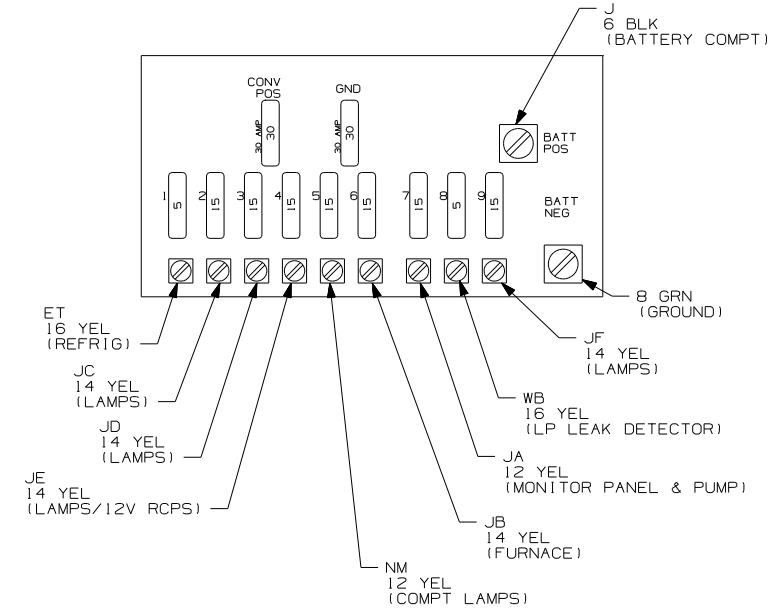 J
6 BLK
(BATTERY COMPT)
CONV
POS
GND
30 AMP
30
30 AMP
30
BATT
POS
1
5
2
15
3
15
4
15
5
15
6
15
7
15
8
5
9
15
BATT
NEG
8 GRN
(GROUND)
ET
16 YEL
(REFRIG)
JF
14 YEL
(LAMPS)
JC
14 YEL
(LAMPS)
WB
16 YEL
(LP LEAK DETECTOR)
JD
14 YEL
(LAMPS)
JA
12 YEL
(MONITOR PANEL & PUMP)
JE
14 YEL
(LAMPS/12V RCPS)
JB
14 YEL
(FURNACE)
NM
12 YEL
(COMPT LAMPS)